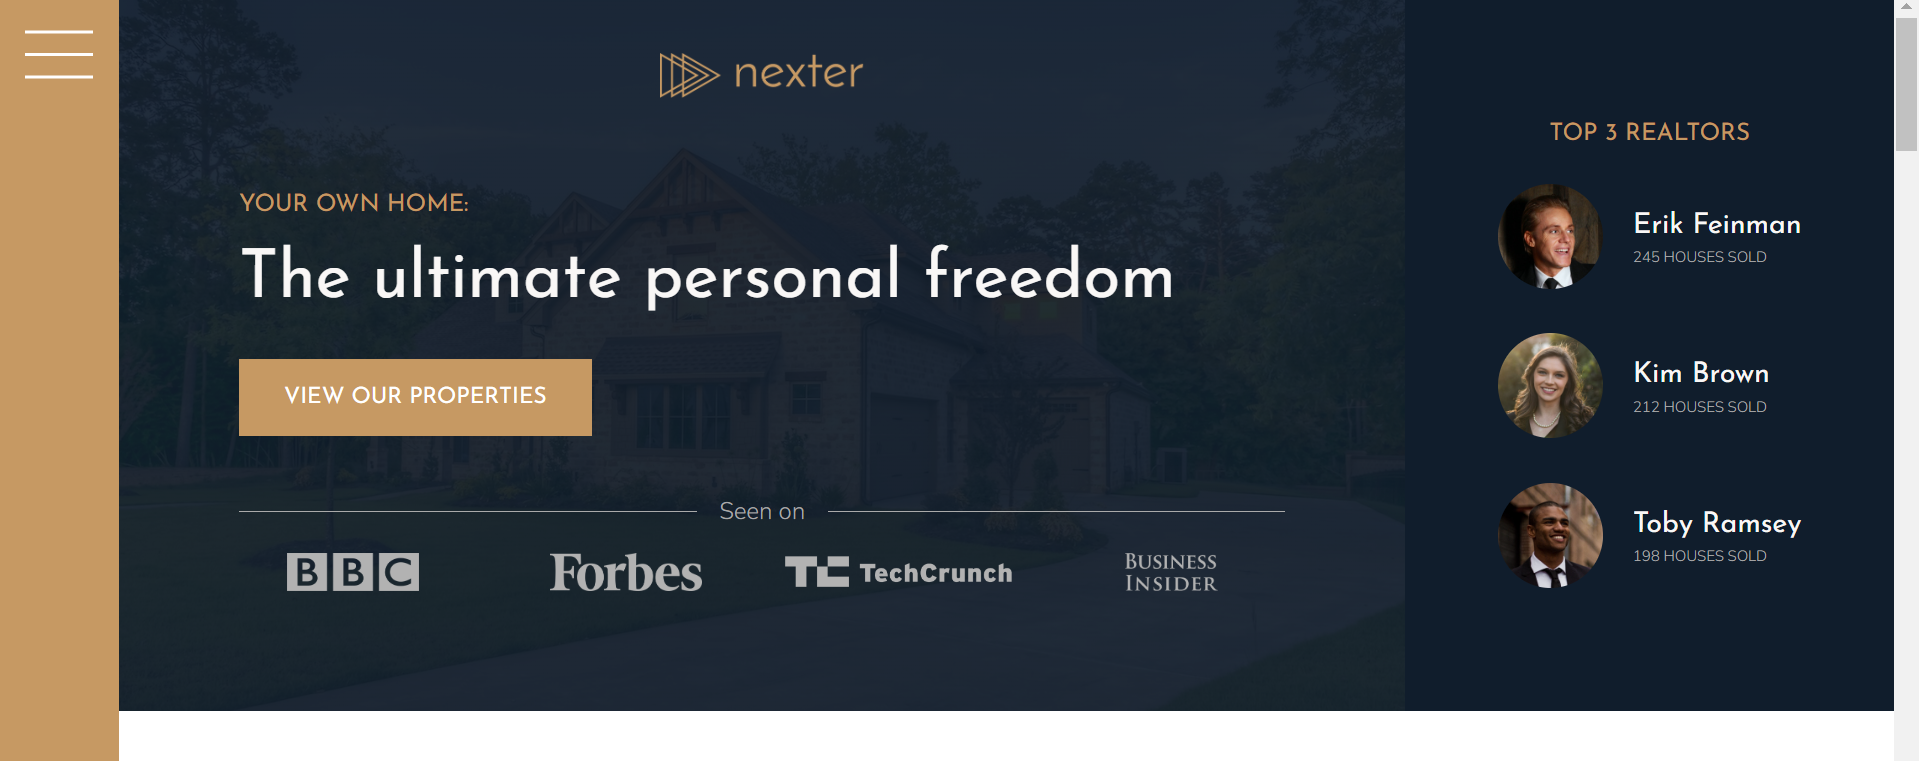 nexter
YOUR OWN HOME:
The ultimate personal freedom
VIEW OUR PROPERTIES
Seen on
BBC
Forbes
TC TechCrunch
BUSINESS
INSIDER
TOP 3 REALTORS
Erik Feinman
245 HOUSES SOLD
Kim Brown
212 HOUSES SOLD
Toby Ramsey
198 HOUSES SOLD